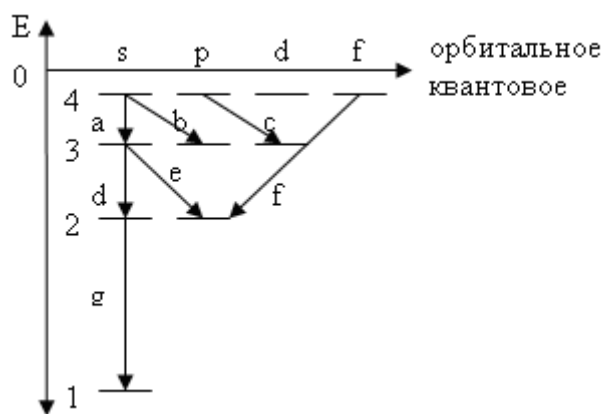 E
s p d f
орбитальное
0
квантовое
4
a b c
3
e
d f
2
g
1